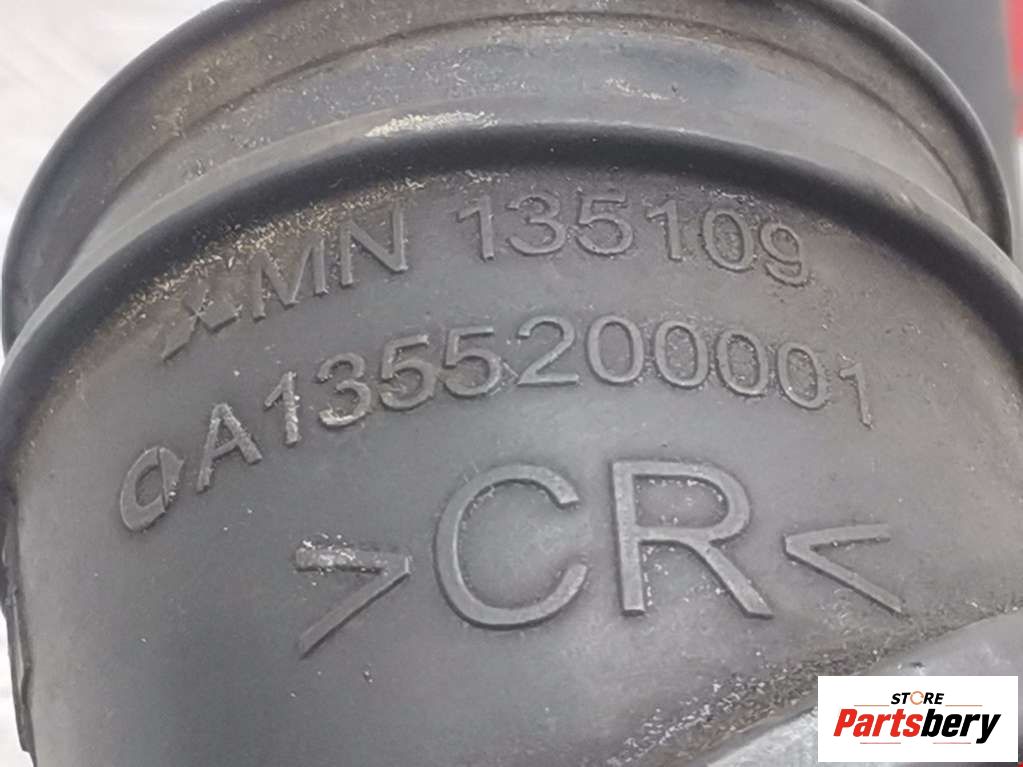 MN 135109
A1355200001
>CR<
STORE
Partsbery